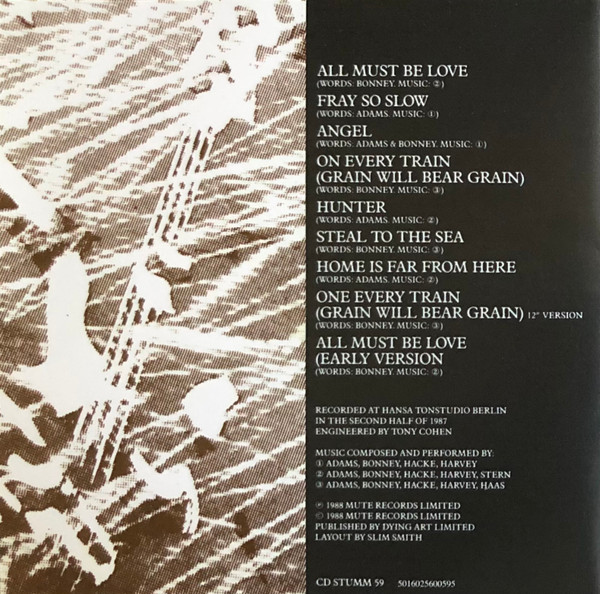 ALL MUST BE LOVE
(WORDS: BONNEY. MUSIC: ②)
FRAY SO SLOW
(WORDS: ADAMS. MUSIC: ①)
ANGEL
(WORDS: ADAMS & BONNEY. MUSIC: ①)
ON EVERY TRAIN
(GRAIN WILL BEAR GRAIN)
(WORDS: BONNEY. MUSIC: ③)
HUNTER
(WORDS: ADAMS. MUSIC: ②)
STEAL TO THE SEA
(WORDS: BONNEY. MUSIC: ③)
HOME IS FAR FROM HERE
(WORDS: ADAMS. MUSIC: ②)
ONE EVERY TRAIN
(GRAIN WILL BEAR GRAIN) 12" VERSION
(WORDS: BONNEY. MUSIC: ③)
ALL MUST BE LOVE
(EARLY VERSION
(WORDS: BONNEY. MUSIC: ②)
RECORDED AT HANSA TONSTUDIO BERLIN
IN THE SECOND HALF OF 1987
ENGINEERED BY TONY COHEN
MUSIC COMPOSED AND PERFORMED BY:
① ADAMS, BONNEY, HACKE, HARVEY
② ADAMS, BONNEY, HACKE, HARVEY, STERN
③ ADAMS, BONNEY, HACKE, HARVEY, HAAS
℗ 1988 MUTE RECORDS LIMITED
© 1988 MUTE RECORDS LIMITED
PUBLISHED BY DYING ART LIMITED
LAYOUT BY SLIM SMITH
CD STUMM 59 5016025600595